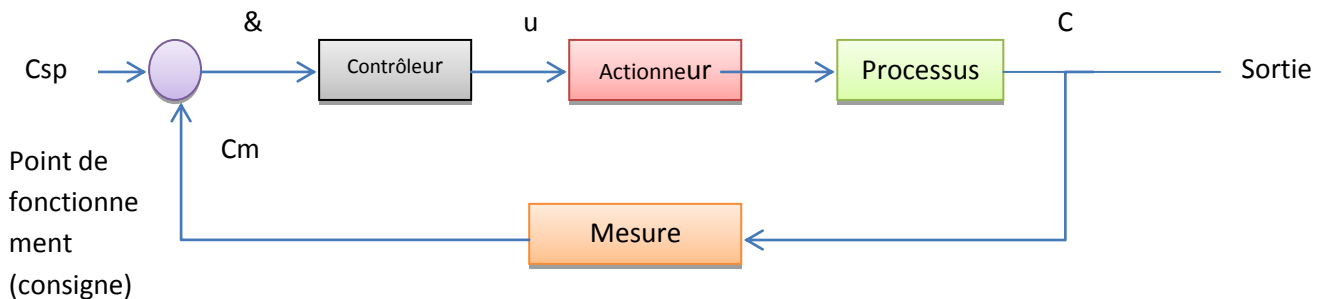 & u C
Csp Contrôleur Actionneur Processus Sortie
Cm
Point de
fonctionne
ment
(consigne)
Mesure